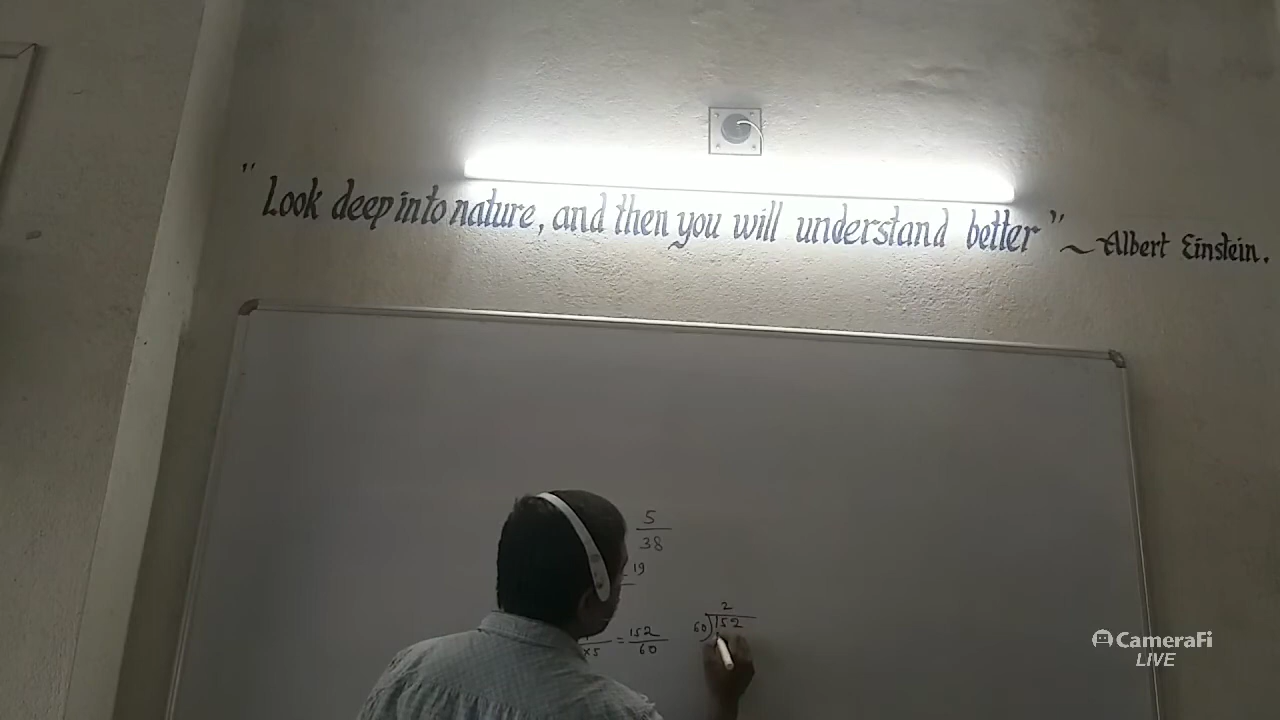 "Look deep into nature, and then you will understand better" ~ Albert Einstein.
5
38
19
2
60)152
×5 = 152
60
CameraFi
LIVE